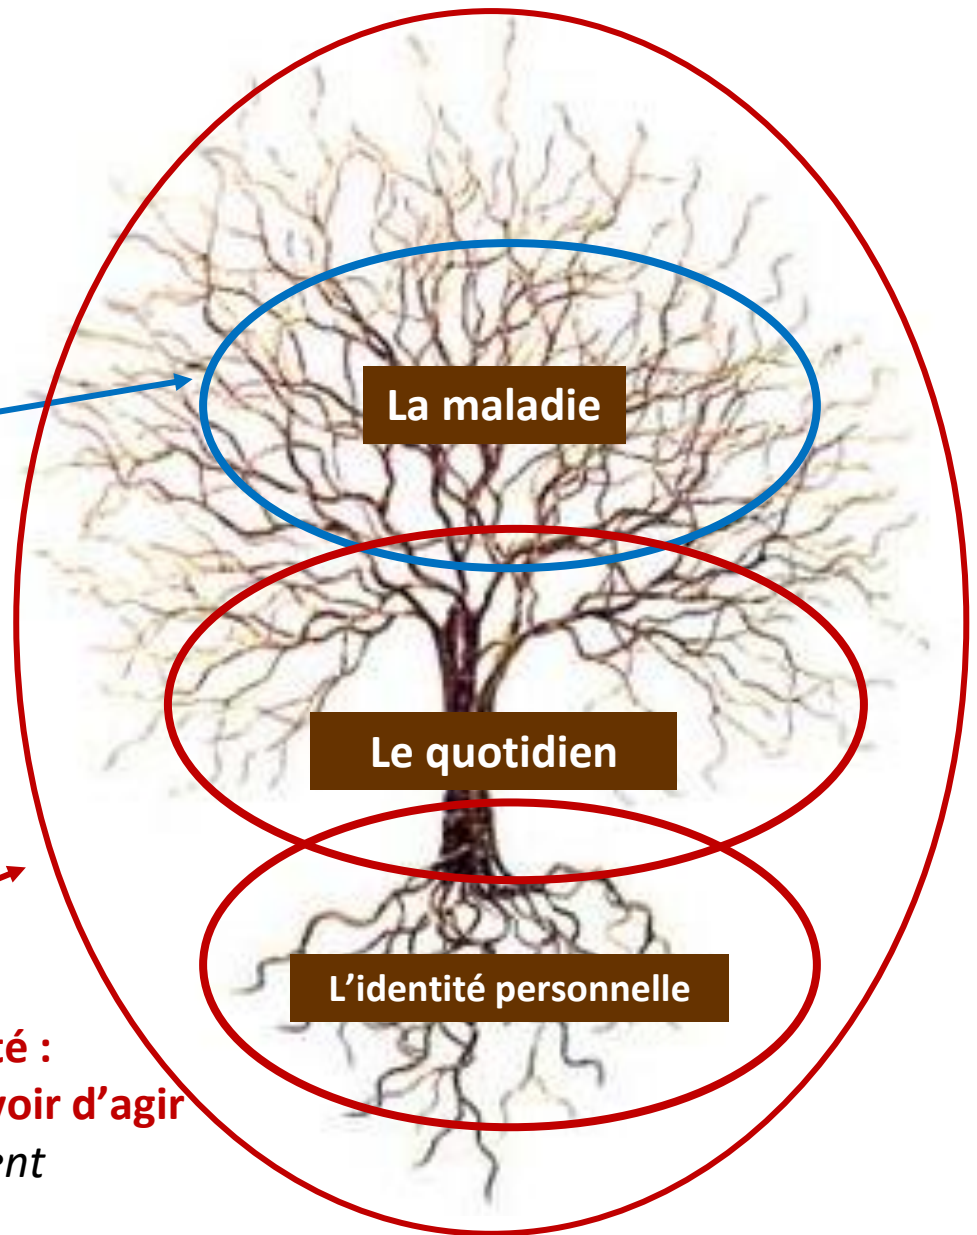 La maladie
Le quotidien
L’identité personnelle
té :
voir d’agir
ent